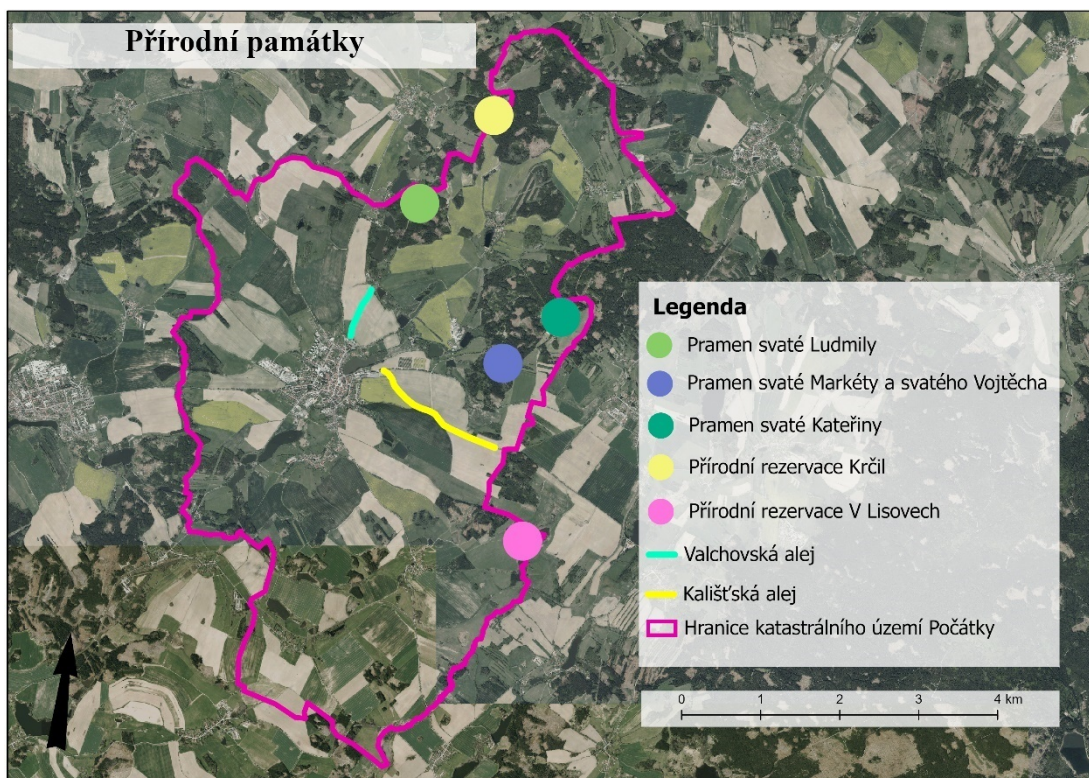 Přírodní památky
Legenda
Pramen svaté Ludmily
Pramen svaté Markéty a svatého Vojtěcha
Pramen svaté Kateřiny
Přírodní rezervace Krčil
Přírodní rezervace V Lisovech
Valchovská alej
Kališťská alej
Hranice katastrálního území Počátky
0 1 2 3 4 km